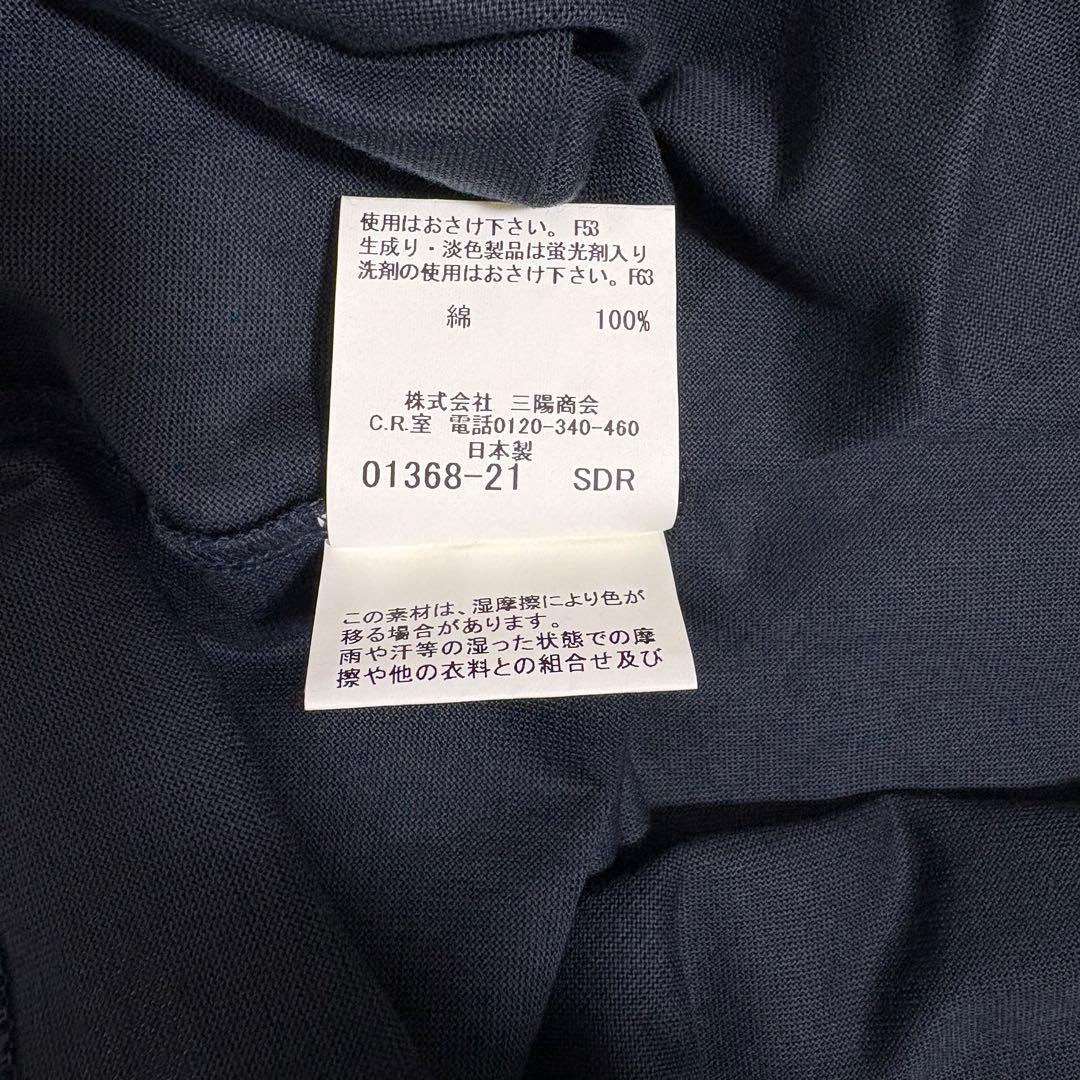 使用はおさけ下さい。 F53
生成り・淡色製品は蛍光剤入り
洗剤の使用はおさけ下さい。F63
綿 100%
株式会社 三陽商会
C.R.室 電話0120-340-460
日本製
01368-21 SDR
この素材は、湿摩擦により色が
移る場合があります。
雨や汗等の湿った状態での摩
擦や他の衣料との組合せ及び